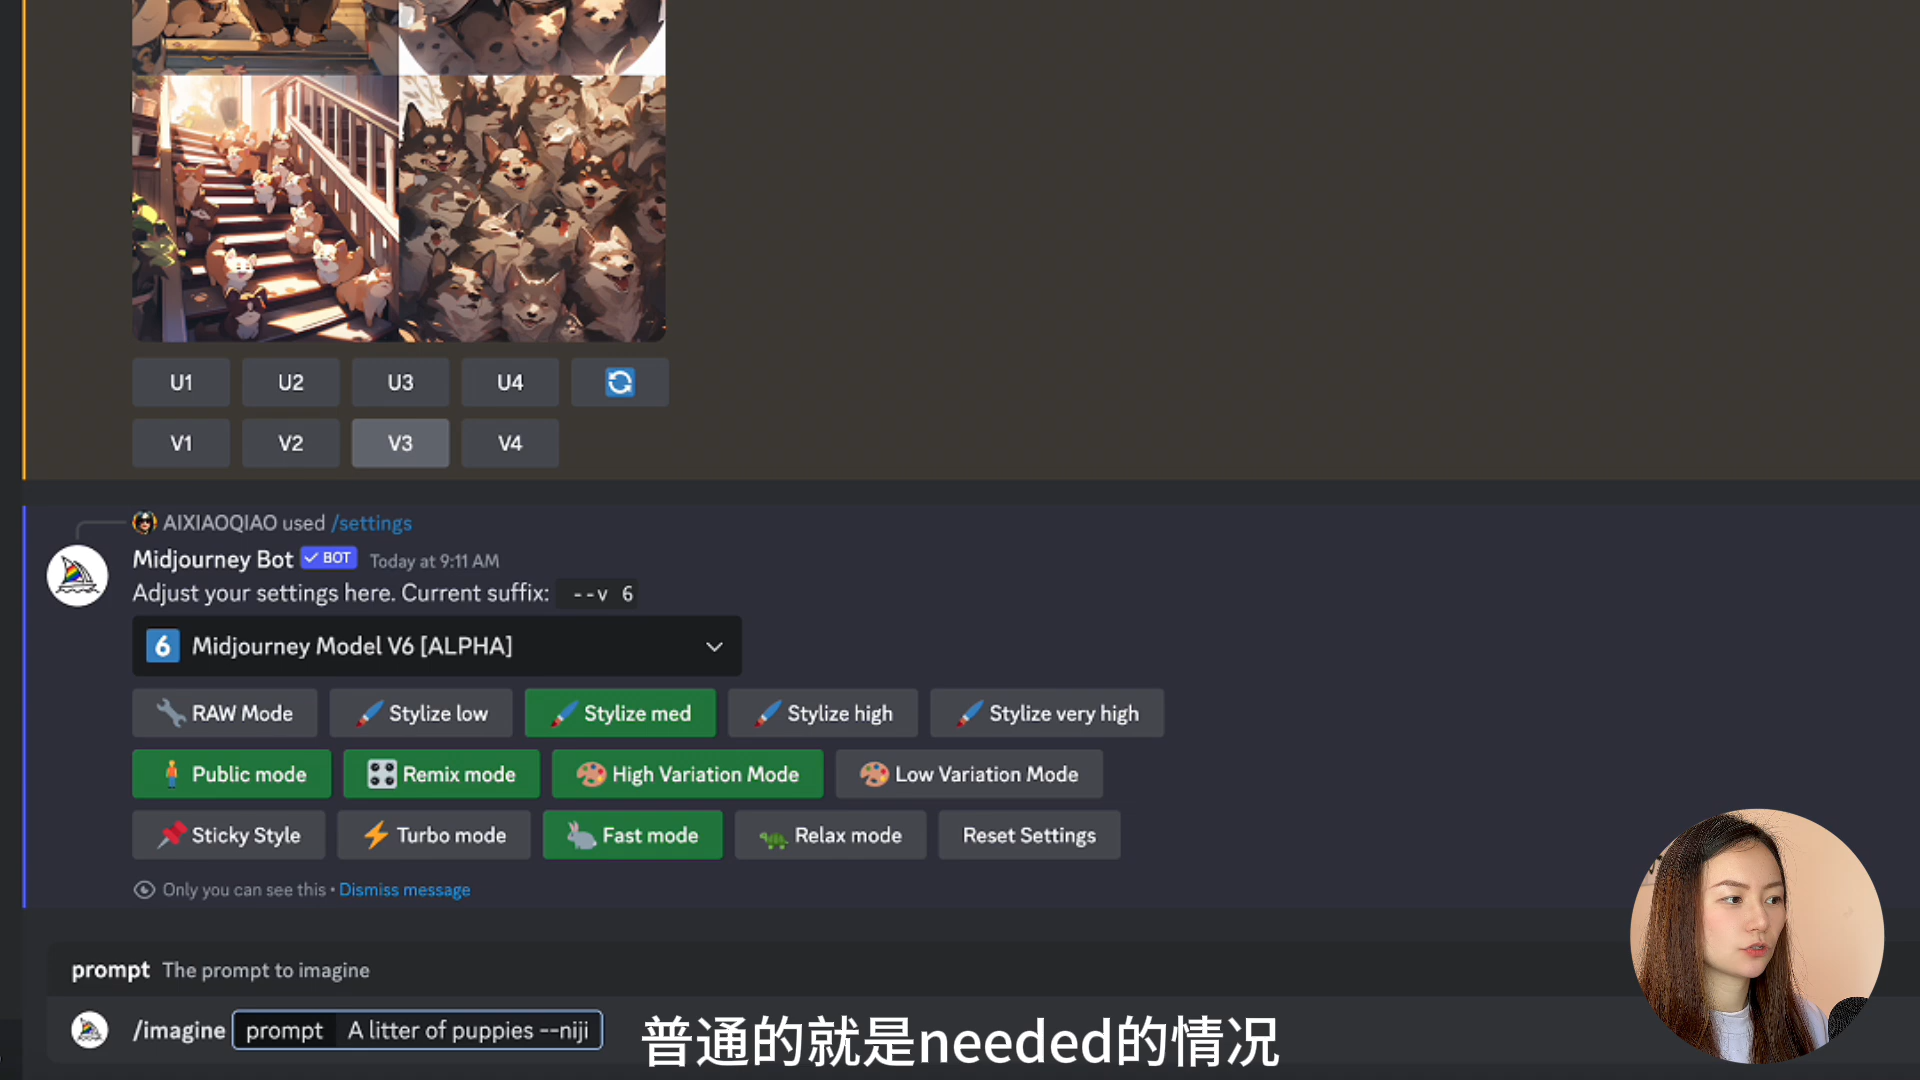 U1 U2 U3 U4
V1 V2 V3 V4
AIXIAOQIAO used /settings
Midjourney Bot BOT Today at 9:11 AM
Adjust your settings here. Current suffix: --v 6
6 Midjourney Model V6 [ALPHA]
RAW Mode Stylize low Stylize med Stylize high Stylize very high
Public mode Remix mode High Variation Mode Low Variation Mode
Sticky Style Turbo mode Fast mode Relax mode Reset Settings
Only you can see this • Dismiss message
prompt The prompt to imagine
/imagine prompt A litter of puppies --niji
普通的就是needed的情况